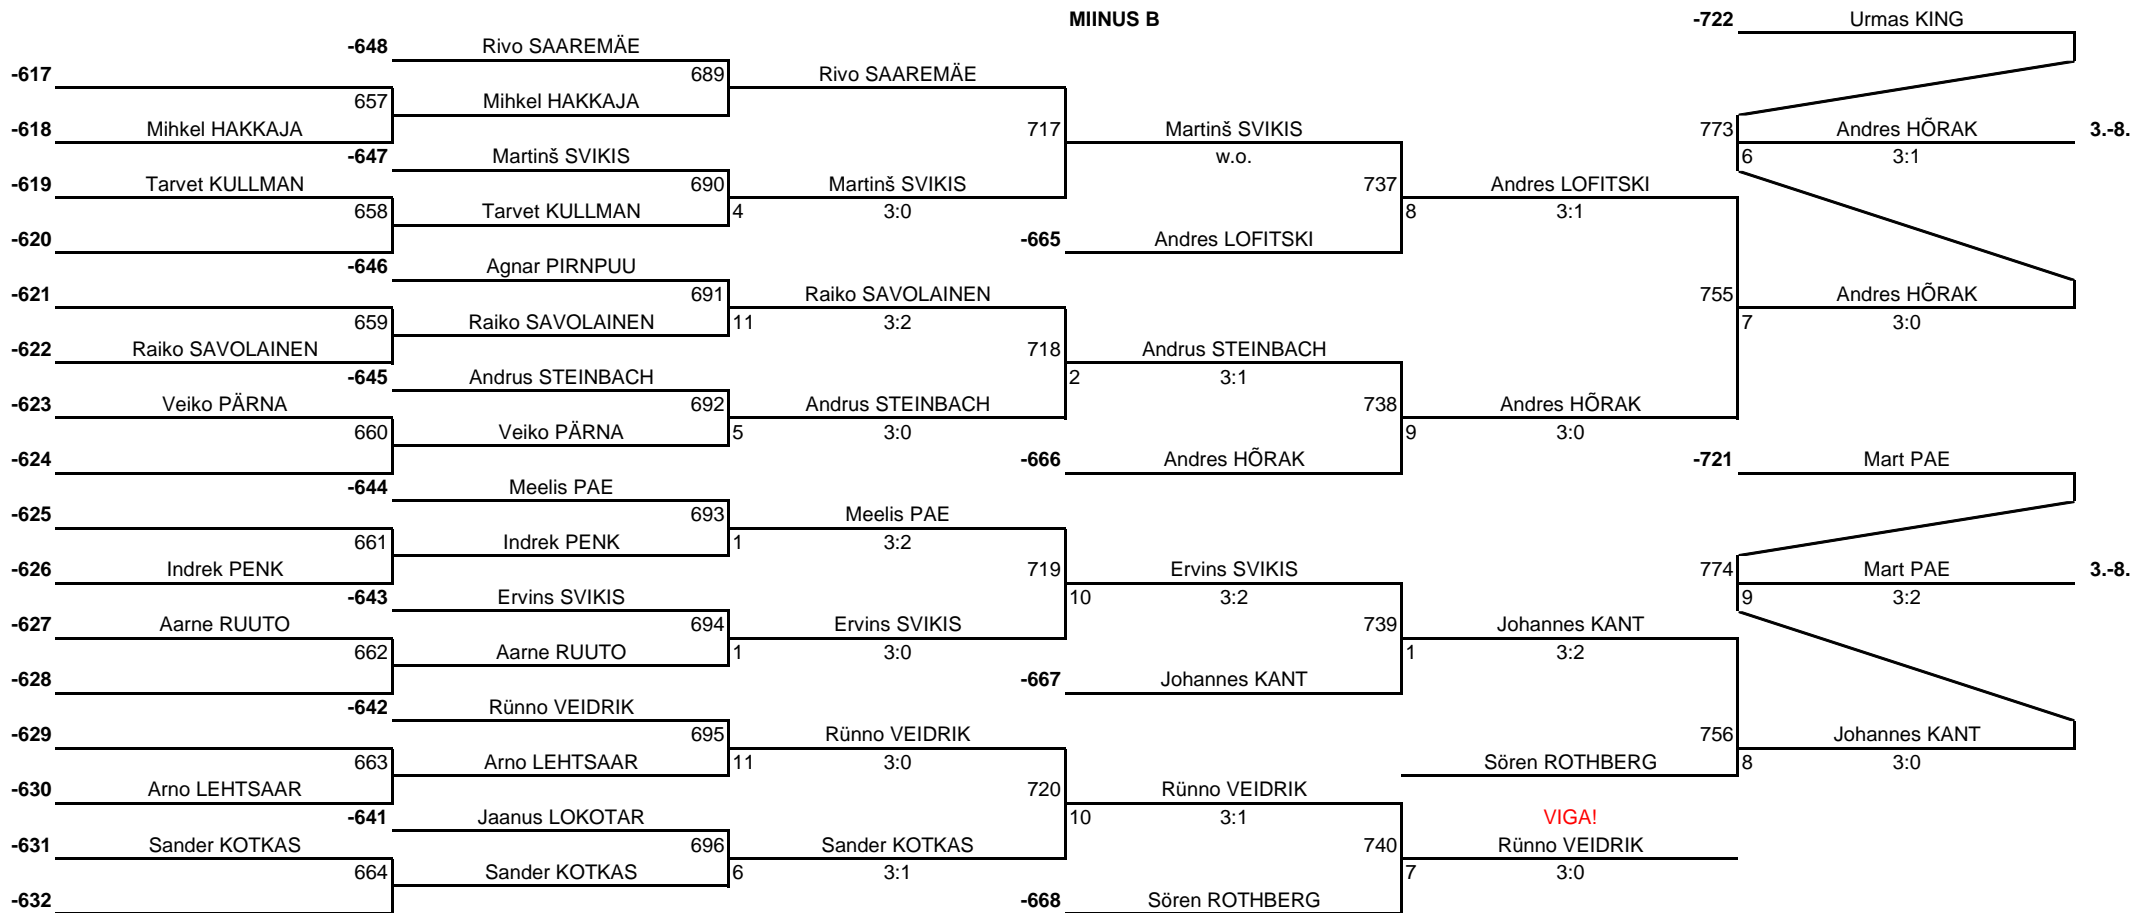 MIINUS B -722 Urmas KING
-648 Rivo SAAREMÄE
-617 689 Rivo SAAREMÄE
657 Mihkel HAKKAJA
-618 Mihkel HAKKAJA 717 Martinš SVIKIS 773 Andres HÕRAK 3.-8.
-647 Martinš SVIKIS w.o. 6 3:1
-619 Tarvet KULLMAN 690 Martinš SVIKIS 737 Andres LOFITSKI
658 Tarvet KULLMAN 4 3:0 8 3:1
-620 -665 Andres LOFITSKI
-646 Agnar PIRNPUU
-621 691 Raiko SAVOLAINEN 755 Andres HÕRAK
659 Raiko SAVOLAINEN 11 3:2 7 3:0
-622 Raiko SAVOLAINEN 718 Andrus STEINBACH
-645 Andrus STEINBACH 2 3:1
-623 Veiko PÄRNA 692 Andrus STEINBACH 738 Andres HÕRAK
660 Veiko PÄRNA 5 3:0 9 3:0
-624 -666 Andres HÕRAK -721 Mart PAE
-644 Meelis PAE
-625 693 Meelis PAE
661 Indrek PENK 1 3:2
-626 Indrek PENK 719 Ervins SVIKIS 774 Mart PAE 3.-8.
-643 Ervins SVIKIS 10 3:2 9 3:2
-627 Aarne RUUTO 694 Ervins SVIKIS 739 Johannes KANT
662 Aarne RUUTO 1 3:0 1 3:2
-628 -667 Johannes KANT
-642 Rünno VEIDRIK
-629 695 Rünno VEIDRIK 756 Johannes KANT
663 Arno LEHTSAAR 11 3:0 Sören ROTHBERG 8 3:0
-630 Arno LEHTSAAR 720 Rünno VEIDRIK
-641 Jaanus LOKOTAR 10 3:1 VIGA!
-631 Sander KOTKAS 696 Sander KOTKAS 740 Rünno VEIDRIK
664 Sander KOTKAS 6 3:1 7 3:0
-632 -668 Sören ROTHBERG